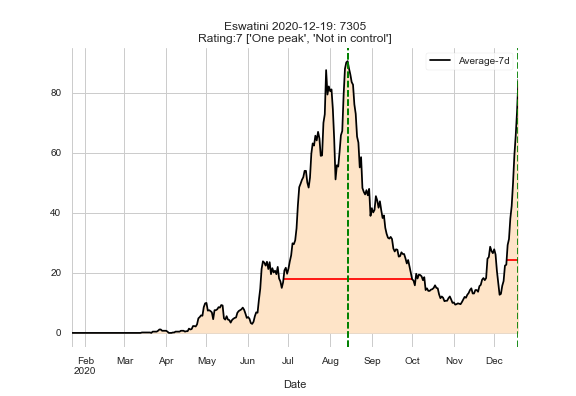 Eswatini 2020-12-19: 7305
Rating:7 ['One peak', 'Not in control']
Average-7d
80
60
40
20
0
Feb Mar Apr May Jun Jul Aug Sep Oct Nov Dec
2020
Date